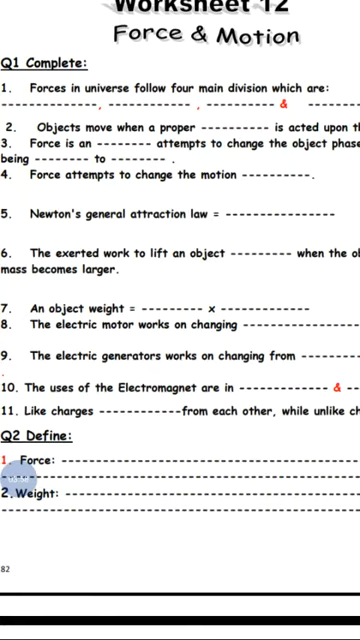 Worksheet 12
Force & Motion
Q1 Complete:
1. Forces in universe follow four main division which are:
---------------, ------------- , ------------- & --------
2. Objects move when a proper ---------- is acted upon th
3. Force is an -------- attempts to change the object phase
being -------- to -------- .
4. Force attempts to change the motion ----------.
5. Newton's general attraction law = ----------------
6. The exerted work to lift an object --------- when the ob
mass becomes larger.
7. An object weight = --------- x -------------
8. The electric motor works on changing -----------------
9. The electric generators works on changing from ---------
.
10. The uses of the Electromagnet are in ------------- & --
11. Like charges ------------from each other, while unlike ch
Q2 Define:
1. Force: --------------------------------------------
------------------------------------------------------
2.Weight: --------------------------------------------
------------------------------------------------------
82